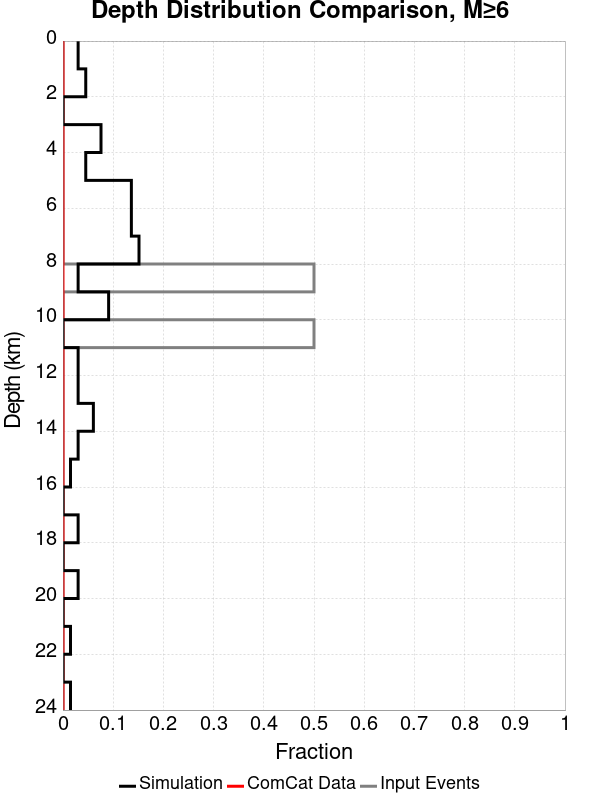 Depth Distribution Comparison, M≥6
0
2
4
6
8
10
12
14
16
18
20
22
24
Depth (km)
0 0.1 0.2 0.3 0.4 0.5 0.6 0.7 0.8 0.9 1
Fraction
Simulation ComCat Data Input Events